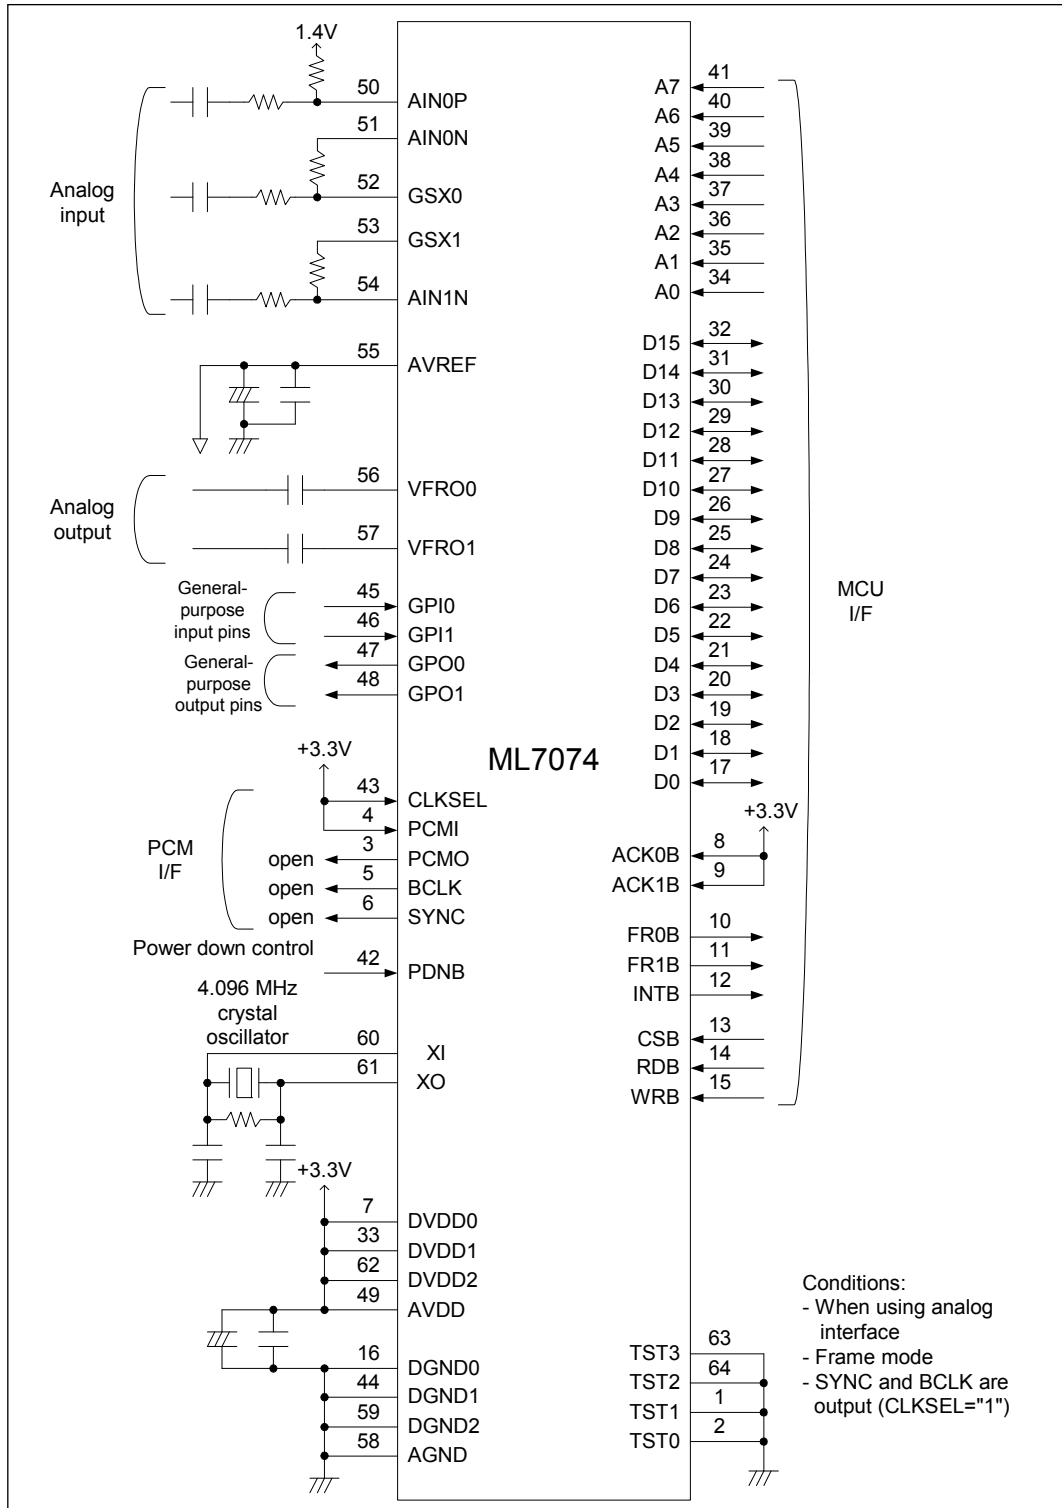 1.4V
50 AIN0P
51 AIN0N
52 GSX0
53 GSX1
54 AIN1N
Analog
input
55 AVREF
56 VFRO0
57 VFRO1
Analog
output
General-
purpose
input pins
45 GPI0
46 GPI1
General-
purpose
output pins
47 GPO0
48 GPO1
+3.3V
43 CLKSEL
4 PCMI
open 3 PCMO
open 5 BCLK
open 6 SYNC
PCM
I/F
Power down control
42 PDNB
4.096 MHz
crystal
oscillator
60 XI
61 XO
+3.3V
7 DVDD0
33 DVDD1
62 DVDD2
49 AVDD
16 DGND0
44 DGND1
59 DGND2
58 AGND
ML7074
A7 41
A6 40
A5 39
A4 38
A3 37
A2 36
A1 35
A0 34
D15 32
D14 31
D13 30
D12 29
D11 28
D10 27
D9 26
D8 25
D7 24
D6 23
D5 22
D4 21
D3 20
D2 19
D1 18
D0 17
+3.3V
ACK0B 8
ACK1B 9
FR0B 10
FR1B 11
INTB 12
CSB 13
RDB 14
WRB 15
MCU
I/F
TST3 63
TST2 64
TST1 1
TST0 2
Conditions:
- When using analog
interface
- Frame mode
- SYNC and BCLK are
output (CLKSEL="1")